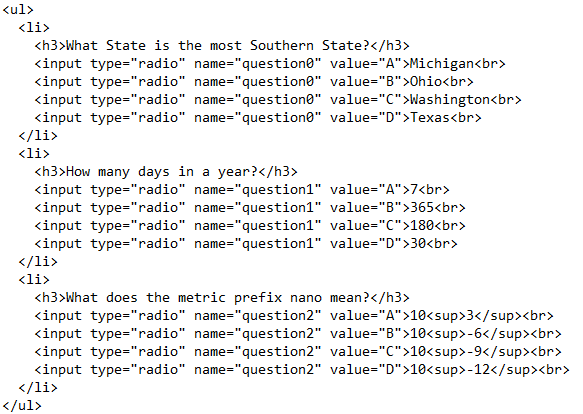 <ul>
  <li>
    <h3>What State is the most Southern State?</h3>
    <input type="radio" name="question0" value="A">Michigan<br>
    <input type="radio" name="question0" value="B">Ohio<br>
    <input type="radio" name="question0" value="C">Washington<br>
    <input type="radio" name="question0" value="D">Texas<br>
  </li>
  <li>
    <h3>How many days in a year?</h3>
    <input type="radio" name="question1" value="A">7<br>
    <input type="radio" name="question1" value="B">365<br>
    <input type="radio" name="question1" value="C">180<br>
    <input type="radio" name="question1" value="D">30<br>
  </li>
  <li>
    <h3>What does the metric prefix nano mean?</h3>
    <input type="radio" name="question2" value="A">10<sup>3</sup><br>
    <input type="radio" name="question2" value="B">10<sup>-6</sup><br>
    <input type="radio" name="question2" value="C">10<sup>-9</sup><br>
    <input type="radio" name="question2" value="D">10<sup>-12</sup><br>
  </li>
</ul>